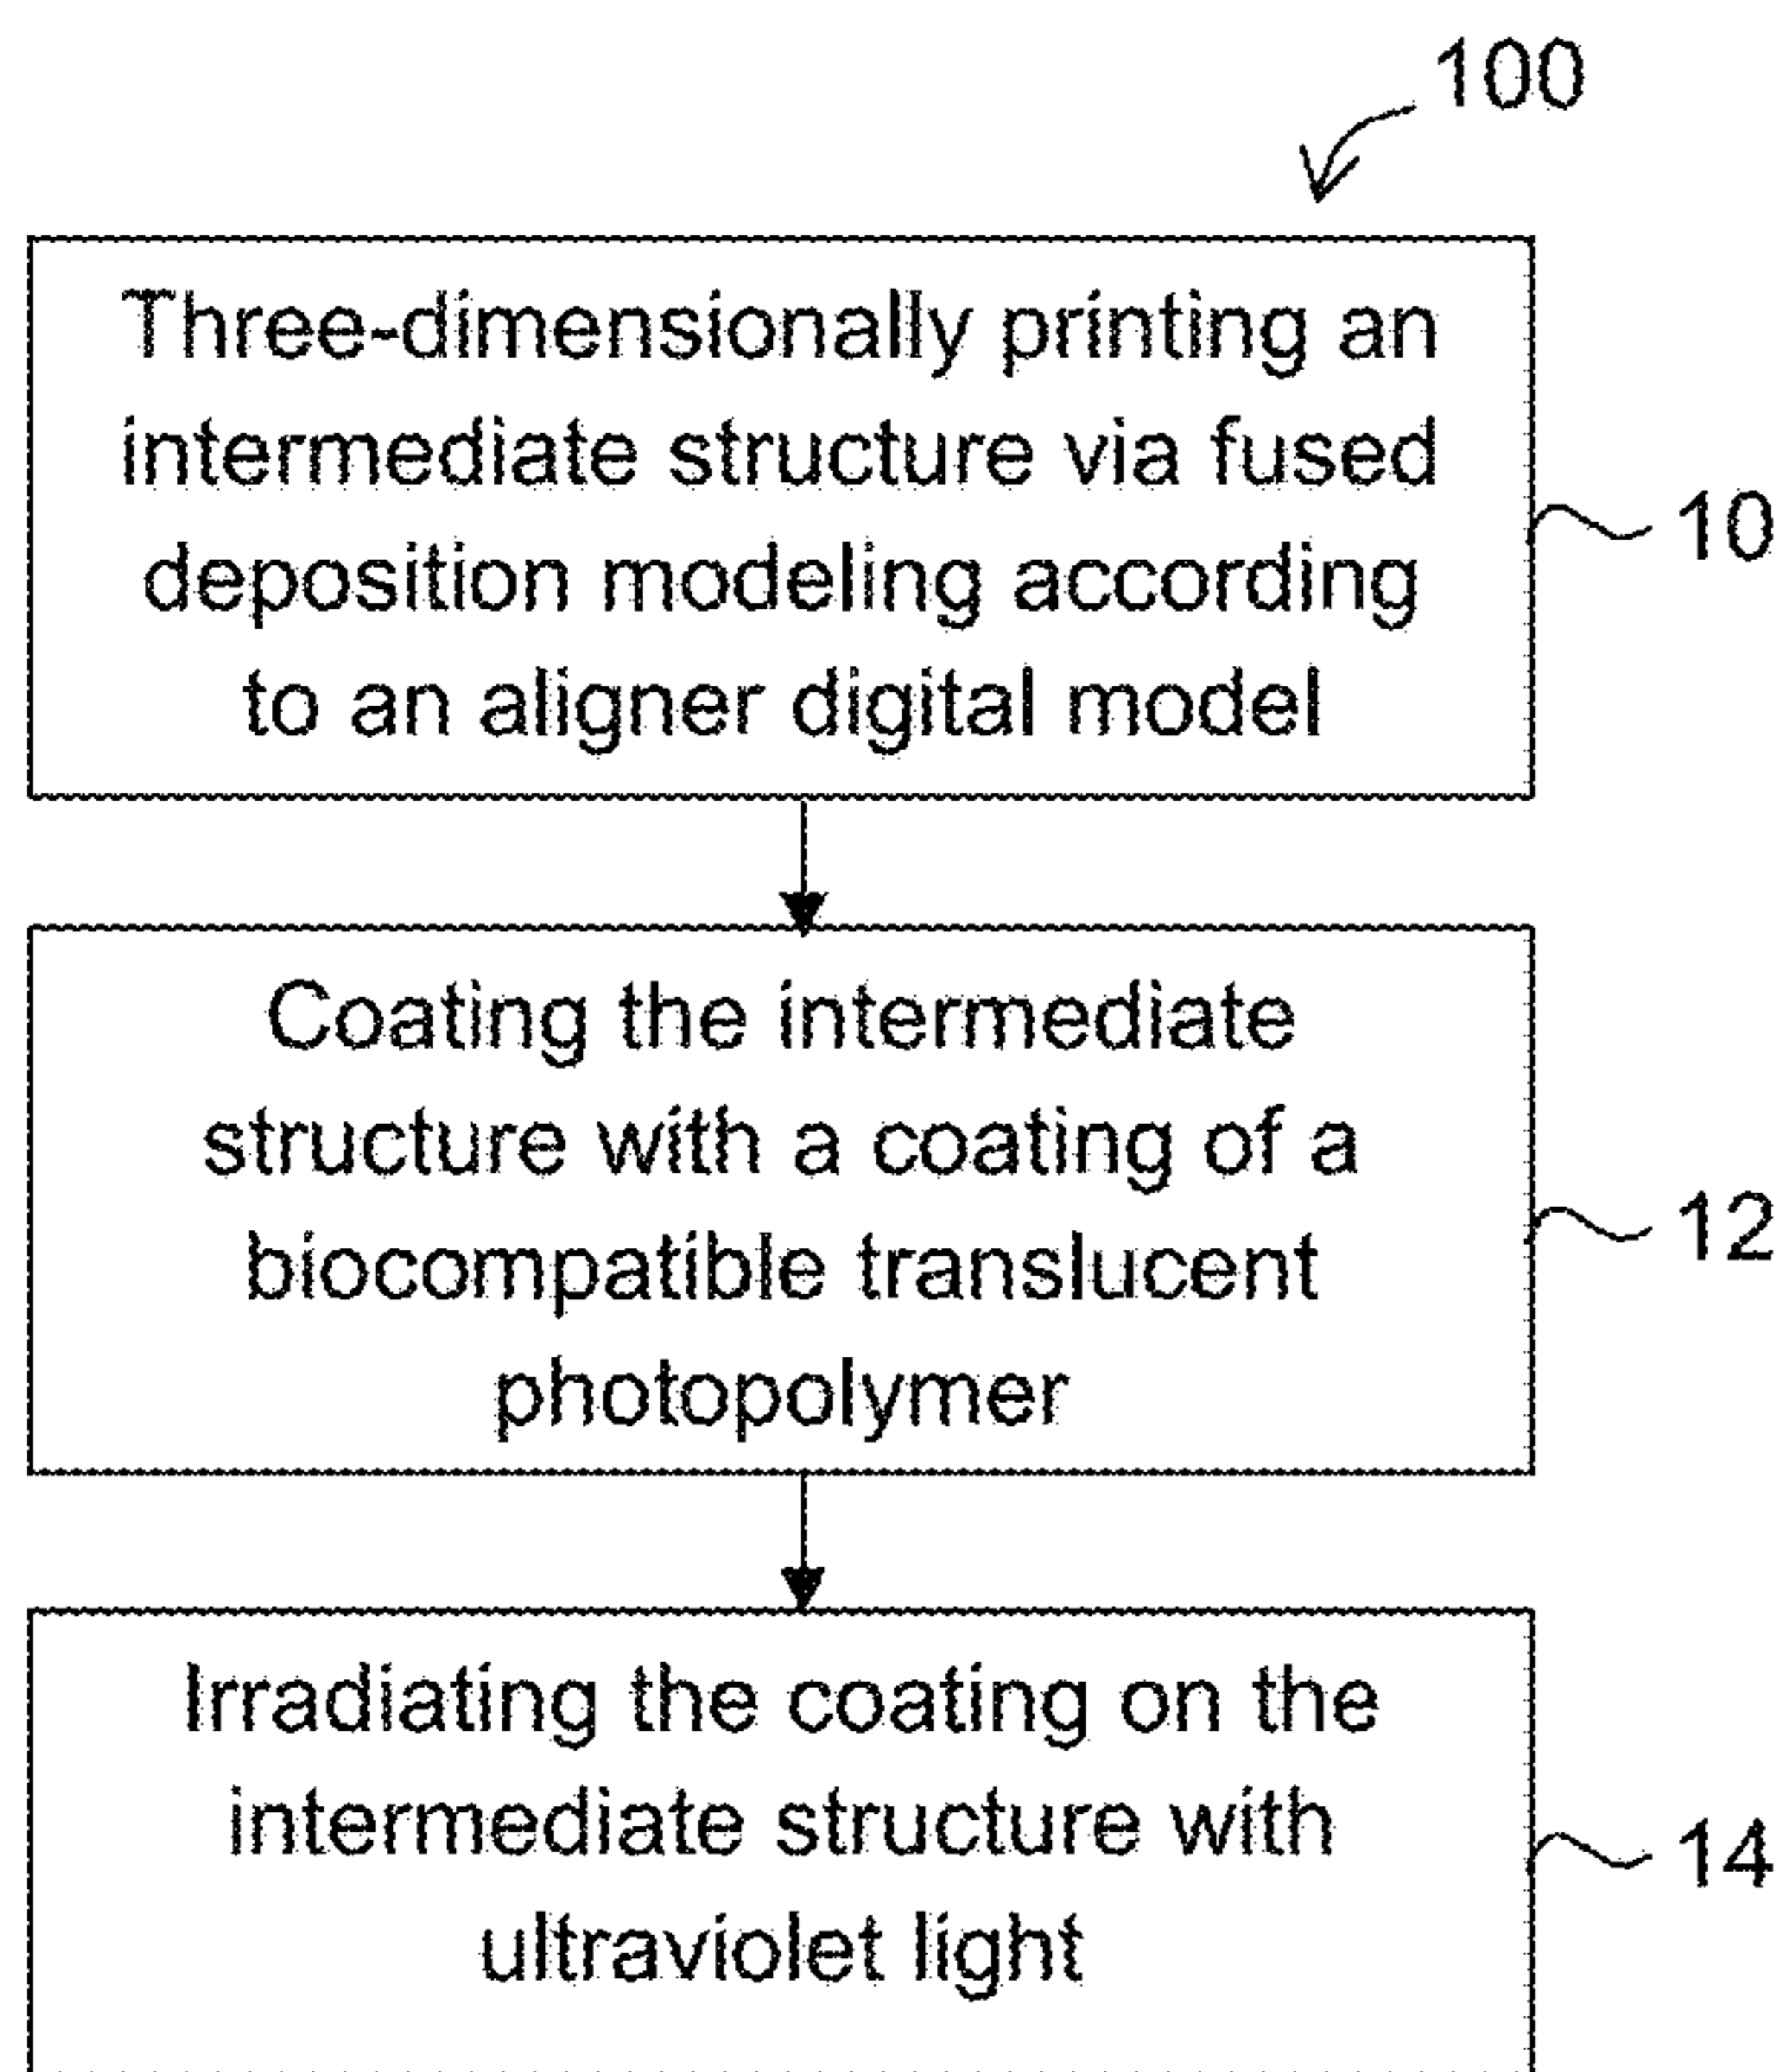 100
Three-dimensionally printing an
intermediate structure via fused
deposition modeling according
to an aligner digital model
10
Coating the intermediate
structure with a coating of a
biocompatible translucent
photopolymer
12
Irradiating the coating on the
intermediate structure with
ultraviolet light
14